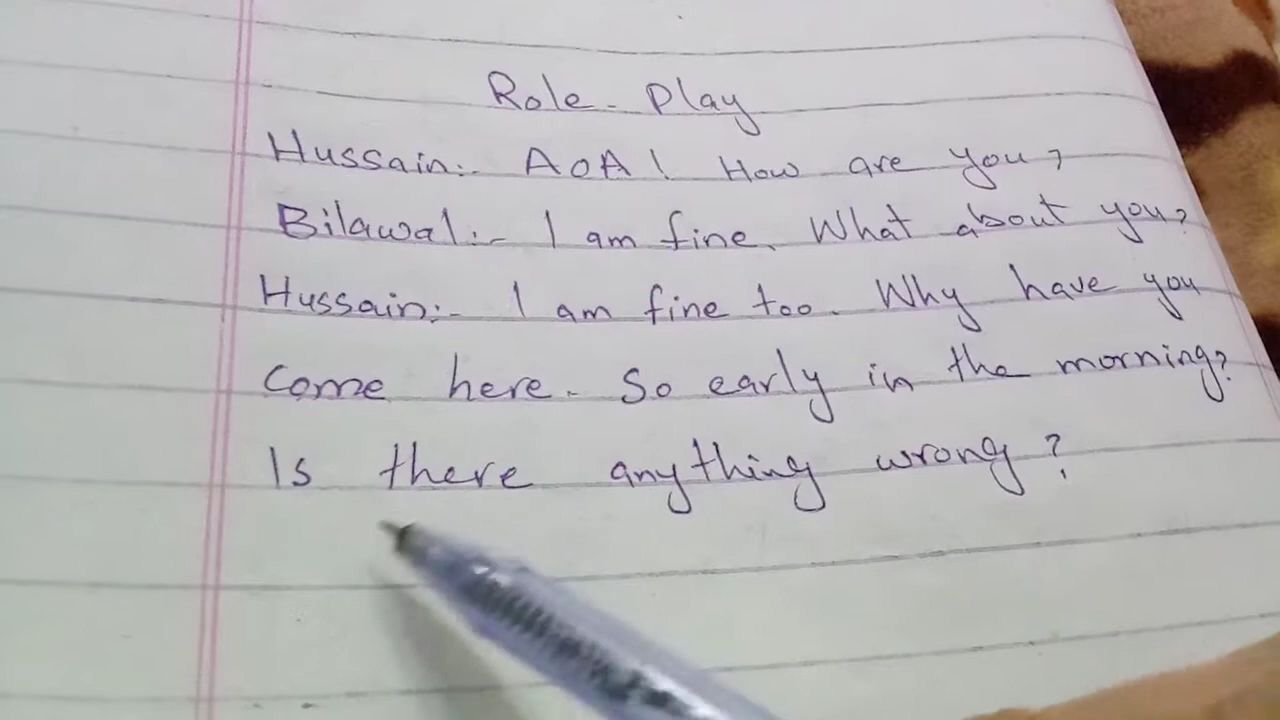 Role - Play
Hussain:- AOA! How are you?
Bilawal:- I am fine. What about you?
Hussain:- I am fine too. Why have you
come here. So early in the morning?
Is there anything wrong?